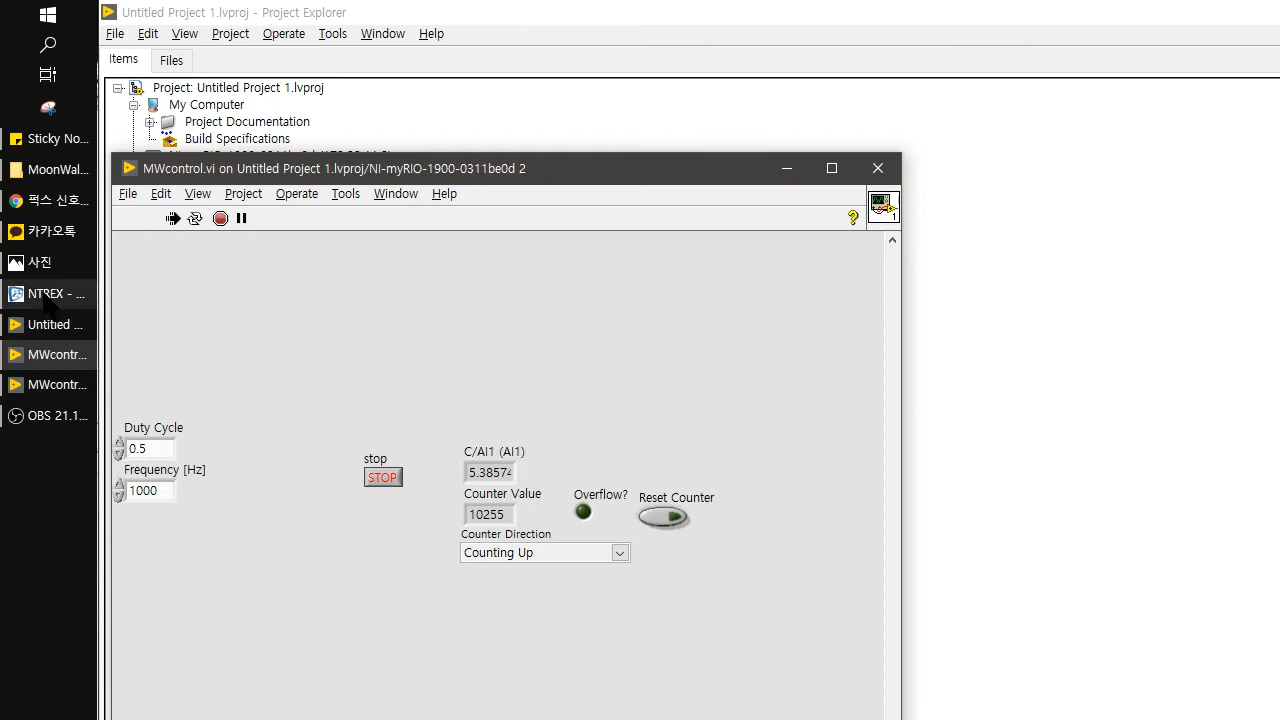 Untitled Project 1.lvproj - Project Explorer
File Edit View Project Operate Tools Window Help
Items Files
Project: Untitled Project 1.lvproj
My Computer
Project Documentation
Build Specifications
Sticky No...
MoonWal...
퍽스 신호...
카카오톡
사진
NTREX - ...
Untitled ...
MWcontr...
MWcontr...
OBS 21.1...
MWcontrol.vi on Untitled Project 1.lvproj/NI-myRIO-1900-0311be0d 2
File Edit View Project Operate Tools Window Help
1
Duty Cycle
0.5
Frequency [Hz]
1000
stop
STOP
C/AI1 (AI1)
5.38574
Counter Value
10255
Overflow?
Reset Counter
Counter Direction
Counting Up